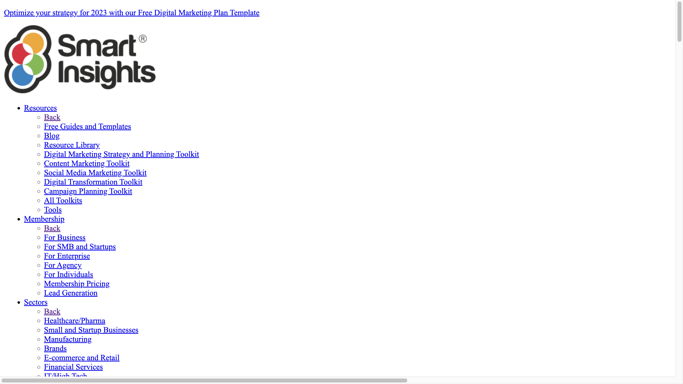 Optimize your strategy for 2023 with our Free Digital Marketing Plan Template
Smart®
Insights
Resources
Back
Free Guides and Templates
Blog
Resource Library
Digital Marketing Strategy and Planning Toolkit
Content Marketing Toolkit
Social Media Marketing Toolkit
Digital Transformation Toolkit
Campaign Planning Toolkit
All Toolkits
Tools
Membership
Back
For Business
For SMB and Startups
For Enterprise
For Agency
For Individuals
Membership Pricing
Lead Generation
Sectors
Back
Healthcare/Pharma
Small and Startup Businesses
Manufacturing
Brands
E-commerce and Retail
Financial Services
IT/High Tech